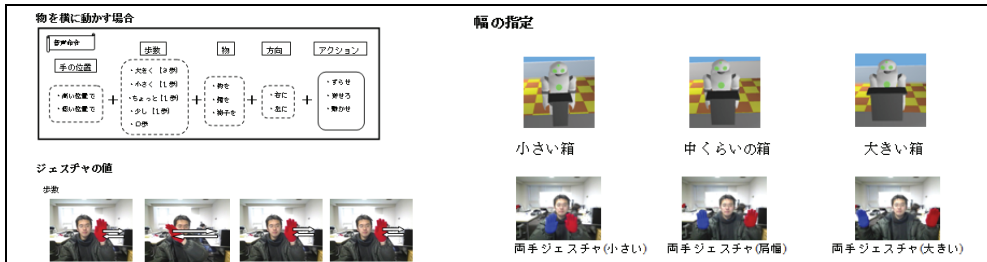 物を横に動かす場合
音声命令
手の位置
・高い位置で
・低い位置で
+
歩数
・大きく【3歩】
・小さく【1歩】
・ちょっと【1歩】
・少し【1歩】
・〇歩
+
物
・物を
・箱を
・椅子を
+
方向
・右に
・左に
+
アクション
・ずらせ
・寄せろ
・動かせ
ジェスチャの値
歩数
幅の指定
小さい箱
中くらいの箱
大きい箱
両手ジェスチャ(小さい)
両手ジェスチャ(肩幅)
両手ジェスチャ(大きい)